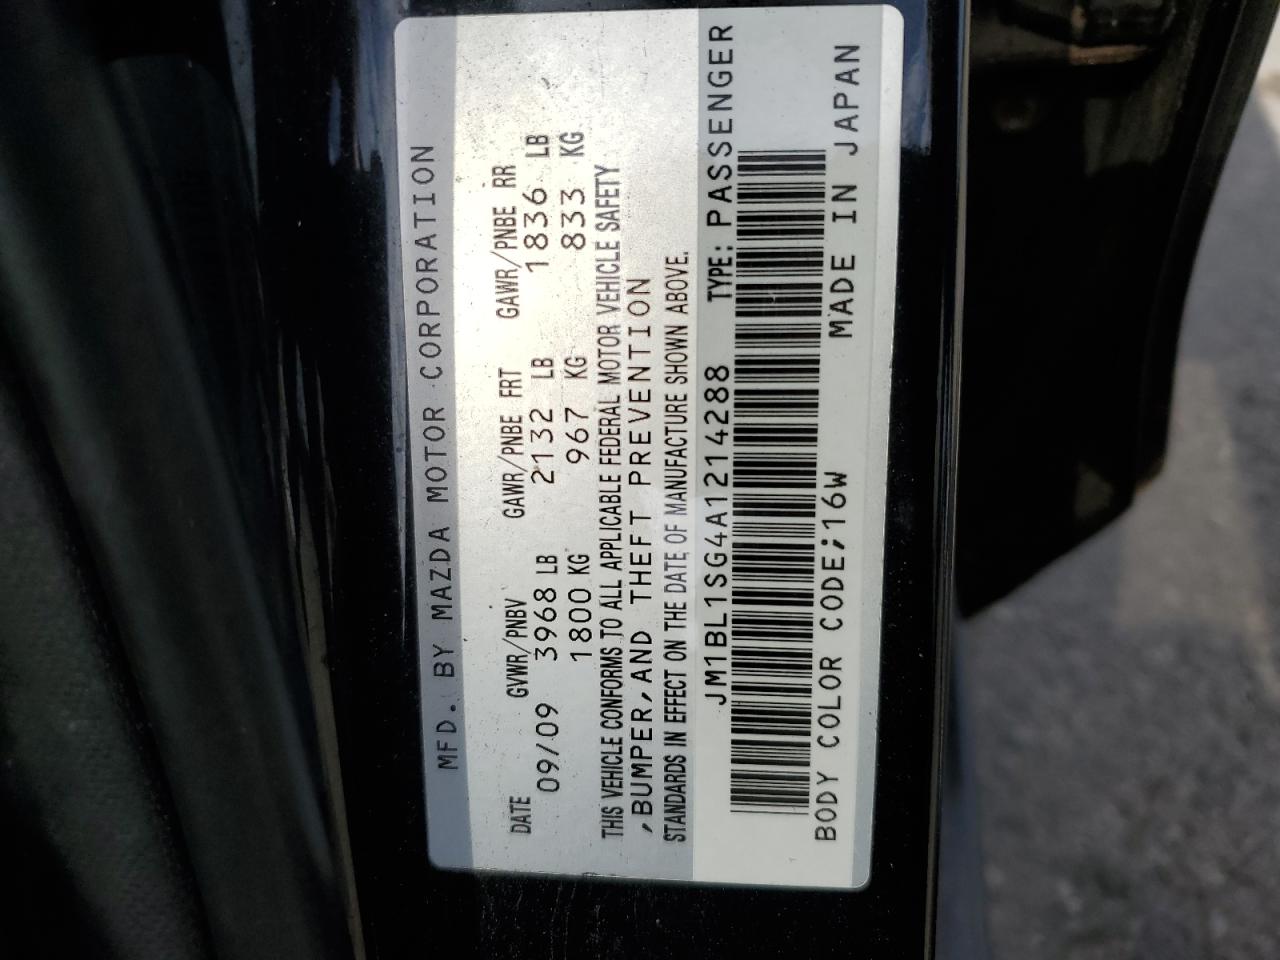 MFD. BY MAZDA MOTOR CORPORATION
DATE GVWR/PNBV GAWR/PNBE FRT GAWR/PNBE RR
09/09 3968 LB 2132 LB 1836 LB
1800 KG 967 KG 833 KG
THIS VEHICLE CONFORMS TO ALL APPLICABLE FEDERAL MOTOR VEHICLE SAFETY
,BUMPER,AND THEFT PREVENTION
STANDARDS IN EFFECT ON THE DATE OF MANUFACTURE SHOWN ABOVE.
JM1BL1SG4A1214288 TYPE: PASSENGER
BODY COLOR CODE;16W MADE IN JAPAN